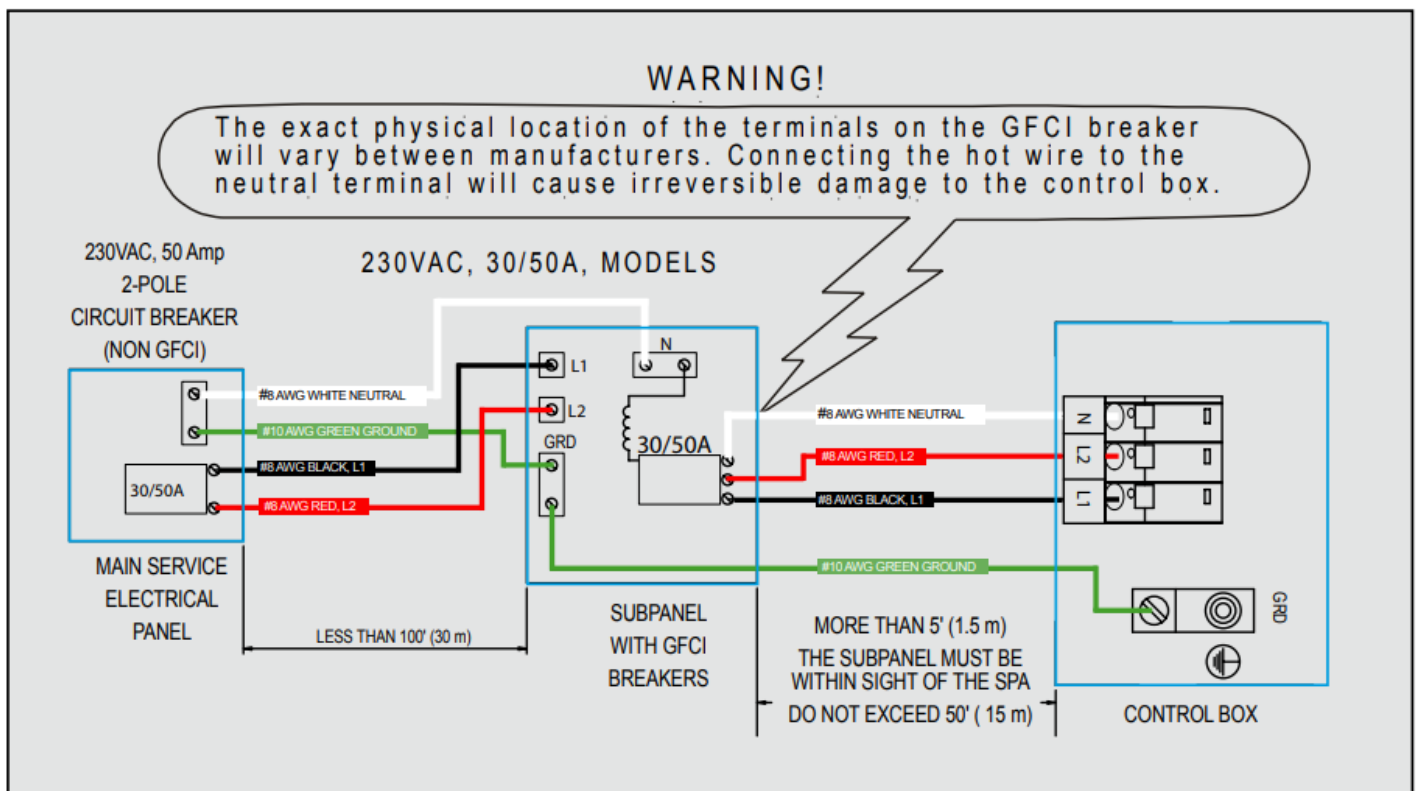 WARNING!
The exact physical location of the terminals on the GFCI breaker
will vary between manufacturers. Connecting the hot wire to the
neutral terminal will cause irreversible damage to the control box.
230VAC, 50 Amp
2-POLE
CIRCUIT BREAKER
(NON GFCI)
230VAC, 30/50A, MODELS
#8 AWG WHITE NEUTRAL
#10 AWG GREEN GROUND
#8 AWG BLACK, L1
#8 AWG RED, L2
30/50A
MAIN SERVICE
ELECTRICAL
PANEL
LESS THAN 100' (30 m)
L1
L2
GRD
N
30/50A
SUBPANEL
WITH GFCI
BREAKERS
#8 AWG WHITE NEUTRAL
#8 AWG RED, L2
#8 AWG BLACK, L1
#10 AWG GREEN GROUND
MORE THAN 5' (1.5 m)
THE SUBPANEL MUST BE
WITHIN SIGHT OF THE SPA
DO NOT EXCEED 50' ( 15 m)
N
L2
L1
GRD
CONTROL BOX